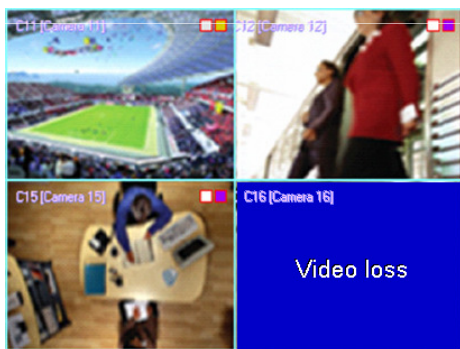 C11 [Camera 11]
C12 [Camera 12]
C15 [Camera 15]
C16 [Camera 16]
Video loss